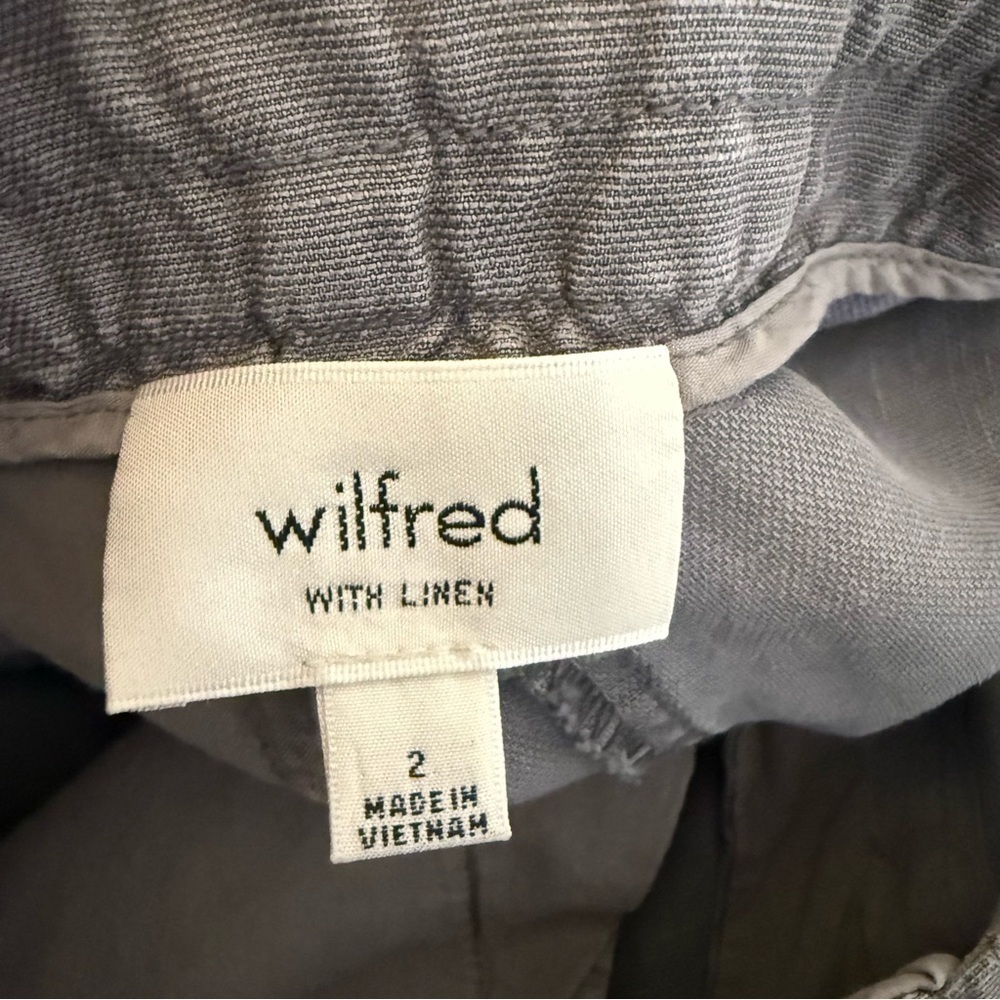 wilfred
WITH LINEN
2
MADE IN
VIETNAM